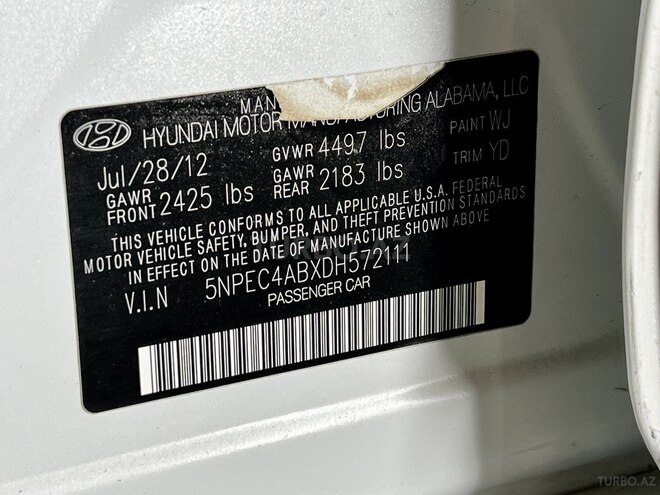 MAN
HYUNDAI MOTOR MANUFACTURING ALABAMA, LLC
Jul/28/12 GVWR 4497 lbs PAINT WJ
GAWR FRONT 2425 lbs GAWR REAR 2183 lbs TRIM YD
THIS VEHICLE CONFORMS TO ALL APPLICABLE U.S.A. FEDERAL
MOTOR VEHICLE SAFETY, BUMPER, AND THEFT PREVENTION STANDARDS
IN EFFECT ON THE DATE OF MANUFACTURE SHOWN ABOVE
V.I.N 5NPEC4ABXDH572111
PASSENGER CAR
TURBO.AZ